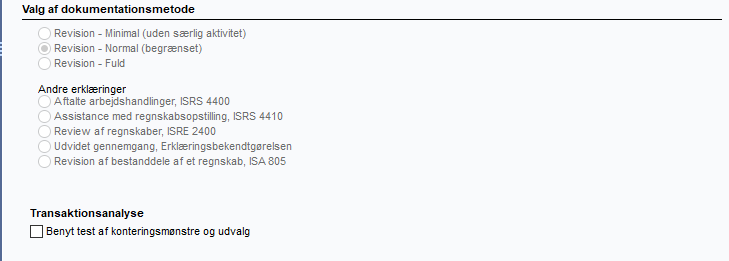 Valg af dokumentationsmetode
Revision - Minimal (uden særlig aktivitet)
Revision - Normal (begrænset)
Revision - Fuld
Andre erklæringer
Aftalte arbejdshandlinger, ISRS 4400
Assistance med regnskabsopstilling, ISRS 4410
Review af regnskaber, ISRE 2400
Udvidet gennemgang, Erklæringsbekendtgørelsen
Revision af bestanddele af et regnskab, ISA 805
Transaktionsanalyse
Benyt test af konteringsmønstre og udvalg